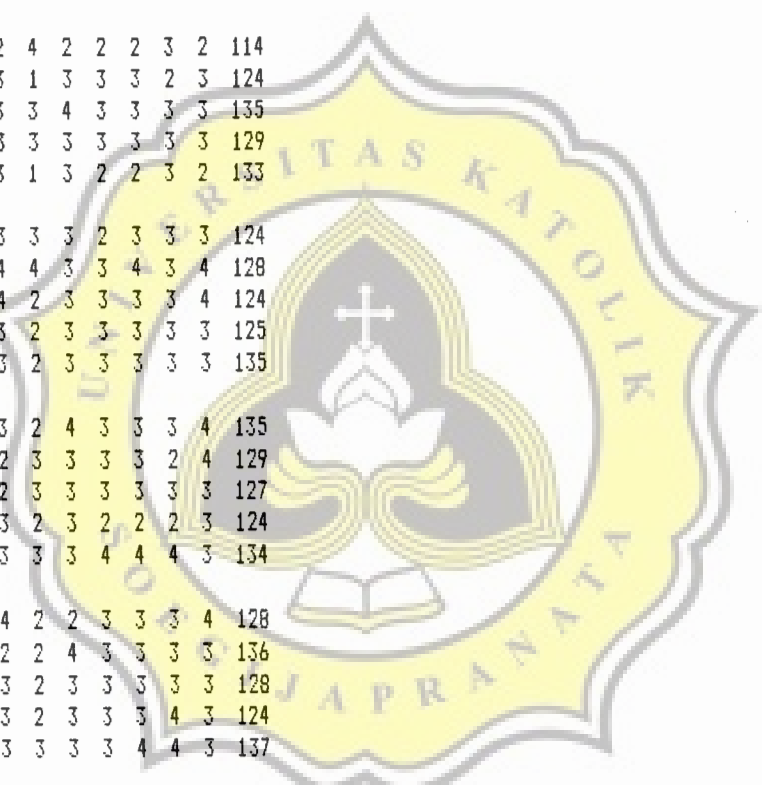 2 4 2 2 2 3 2 114
3 1 3 3 3 2 3 124
3 3 4 3 3 3 3 135
3 3 3 3 3 3 3 129
3 1 3 2 2 3 2 133
3 3 3 2 3 3 3 124
4 4 3 3 4 3 4 128
4 2 3 3 3 3 4 124
3 2 3 3 3 3 3 125
3 2 3 3 3 3 3 135
3 2 4 3 3 3 4 135
2 3 3 3 3 2 4 129
2 3 3 3 3 3 3 127
3 2 3 2 2 2 3 124
3 3 3 4 4 4 3 134
4 2 2 3 3 3 4 128
2 2 4 3 3 3 3 136
3 2 3 3 3 3 3 128
3 2 3 3 3 4 3 124
3 3 3 3 4 4 3 137
UNIVERSITAS KATOLIK
SOEGIJAPRANATA